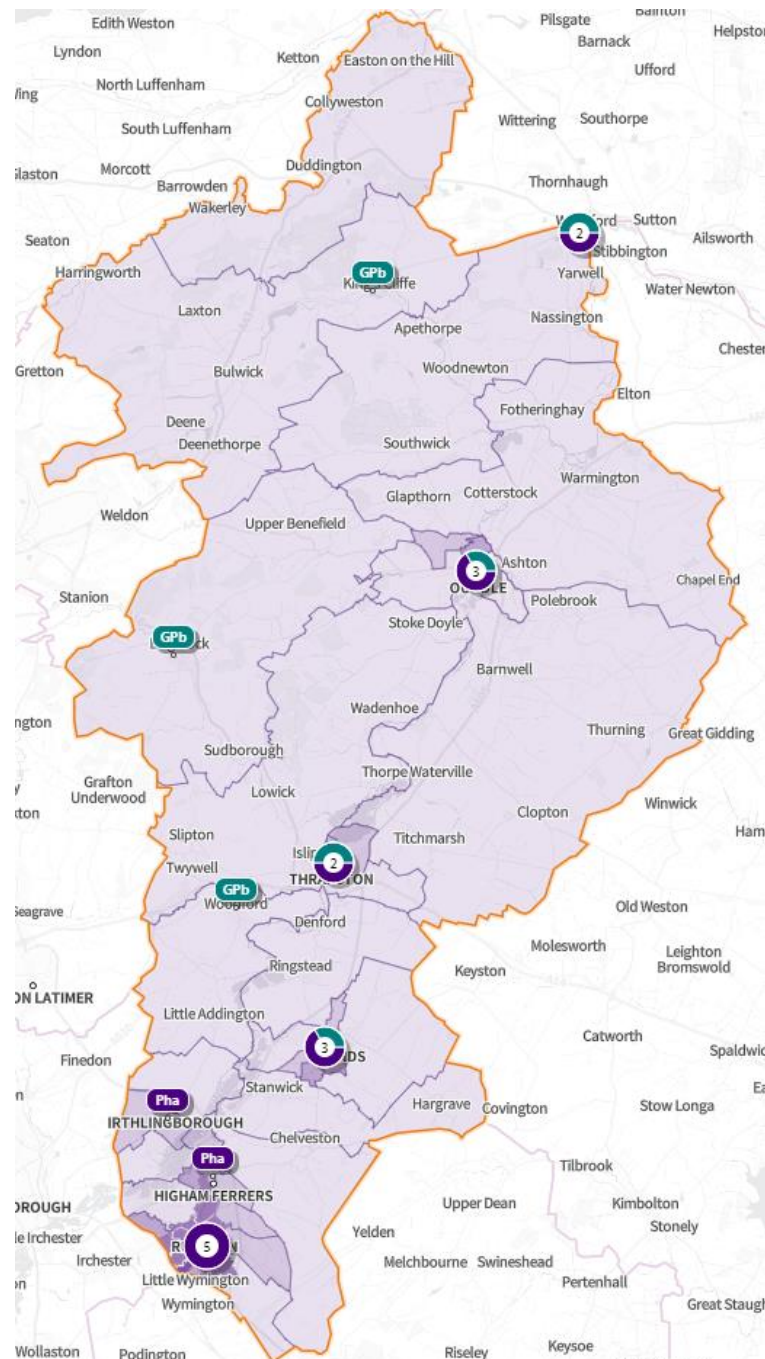 Edith Weston
Pilsgate
Bainton
Helpston
Lyndon
Ketton
Easton on the Hill
Barnack
Ufford
North Luffenham
Collyweston
Wittering
Southorpe
South Luffenham
Duddington
Morcott
Barrowden
Thornhaugh
Wakerley
2
Sutton
Seaton
Ailsworth
Harringworth
GPb
Stibbington
Yarwell
Water Newton
Laxton
Nassington
Apethorpe
Gretton
Bulwick
Woodnewton
Elton
Fotheringhay
Deene
Deenethorpe
Southwick
Warmington
Weldon
Glapthorn
Cotterstock
Upper Benefield
Ashton
3
Chapel End
Stanion
Polebrook
GPb
Stoke Doyle
Barnwell
Wadenhoe
Thurning
Great Gidding
Sudborough
Thorpe Waterville
Grafton
Underwood
Lowick
Clopton
Winwick
Slipton
Titchmarsh
Twywell
2
GPb
Old Weston
Denford
Molesworth
Leighton
Bromswold
Ringstead
Keyston
ON LATIMER
Little Addington
Catworth
3
Finedon
Stanwick
Hargrave
Covington
Stow Longa
Pha
IRTHLINGBOROUGH
Chelveston
Pha
Tilbrook
HIGHAM FERRERS
Upper Dean
Kimbolton
Stonely
Yelden
5
Irchester
Melchbourne
Swineshead
Little Wymington
Pertenhall
Wymington
Wollaston
Podington
Riseley
Keysoe